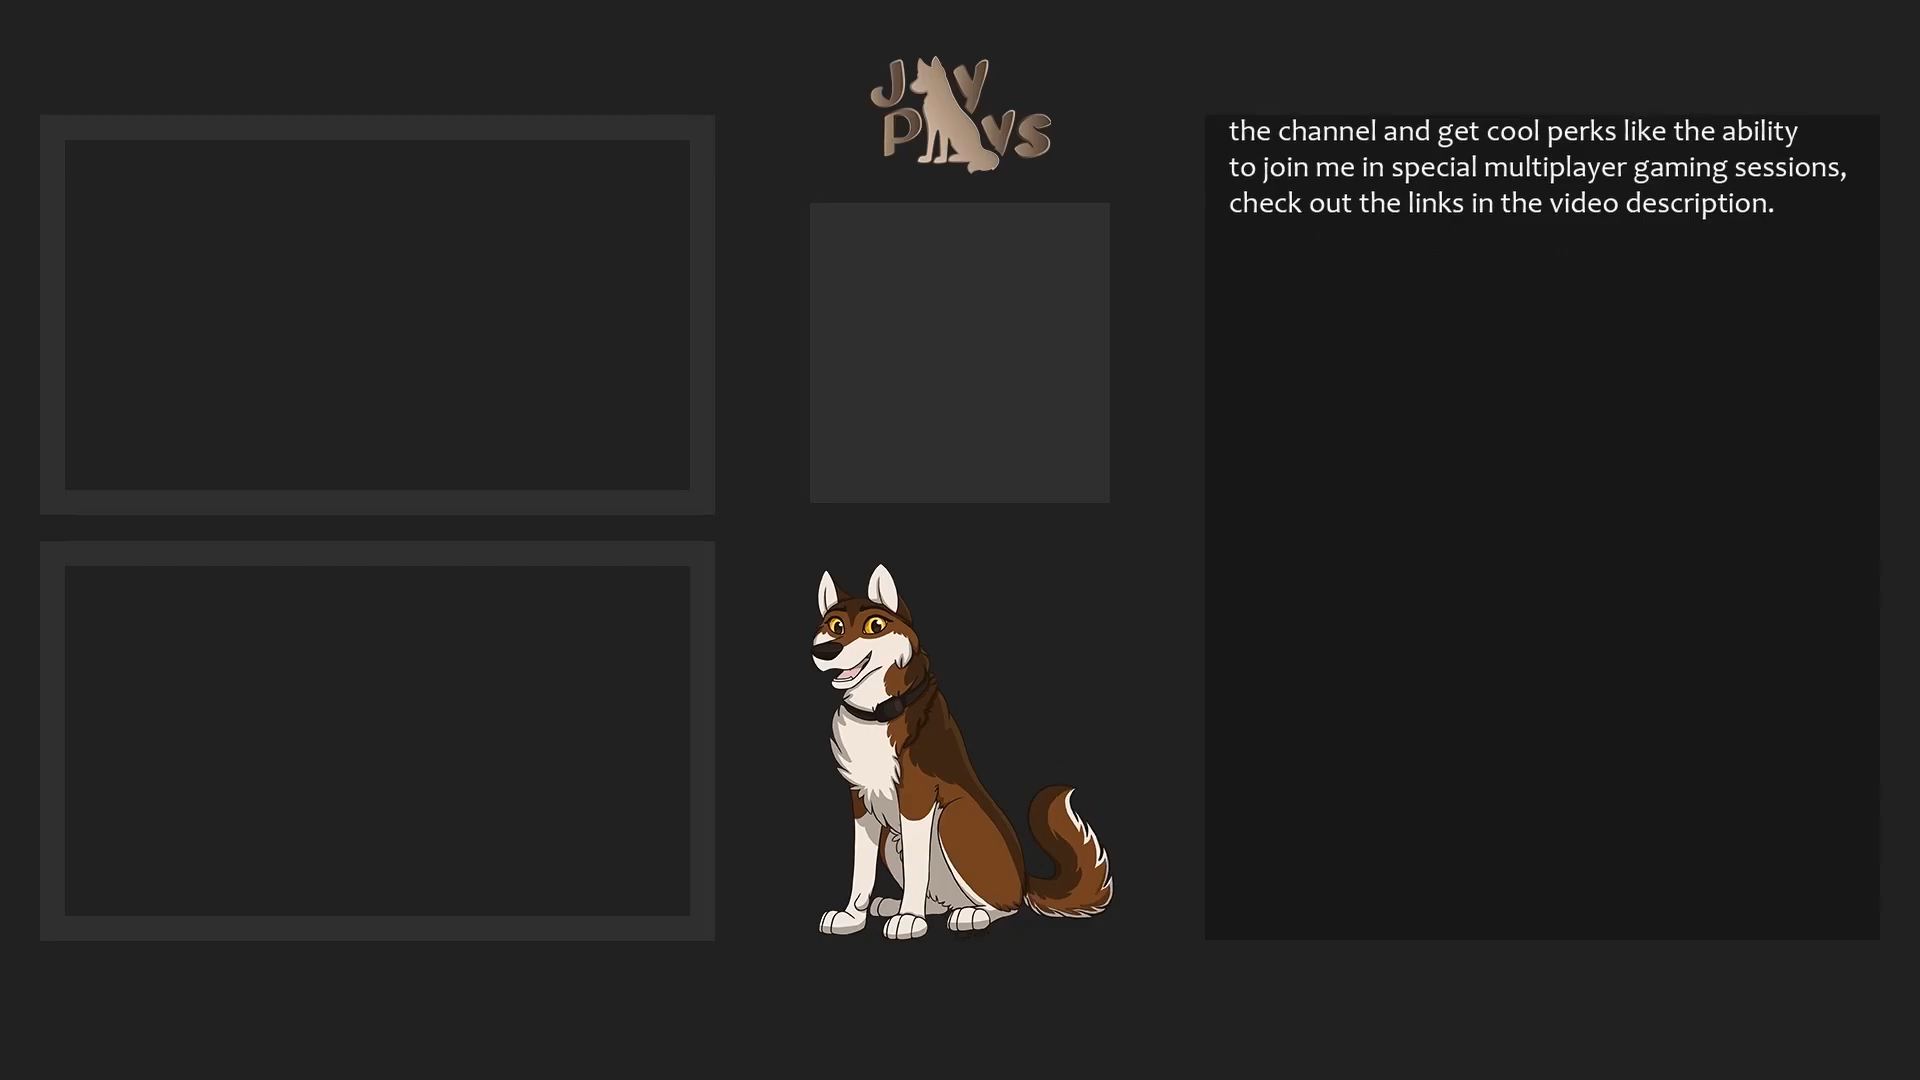 JAY
PAWS
the channel and get cool perks like the ability
to join me in special multiplayer gaming sessions,
check out the links in the video description.